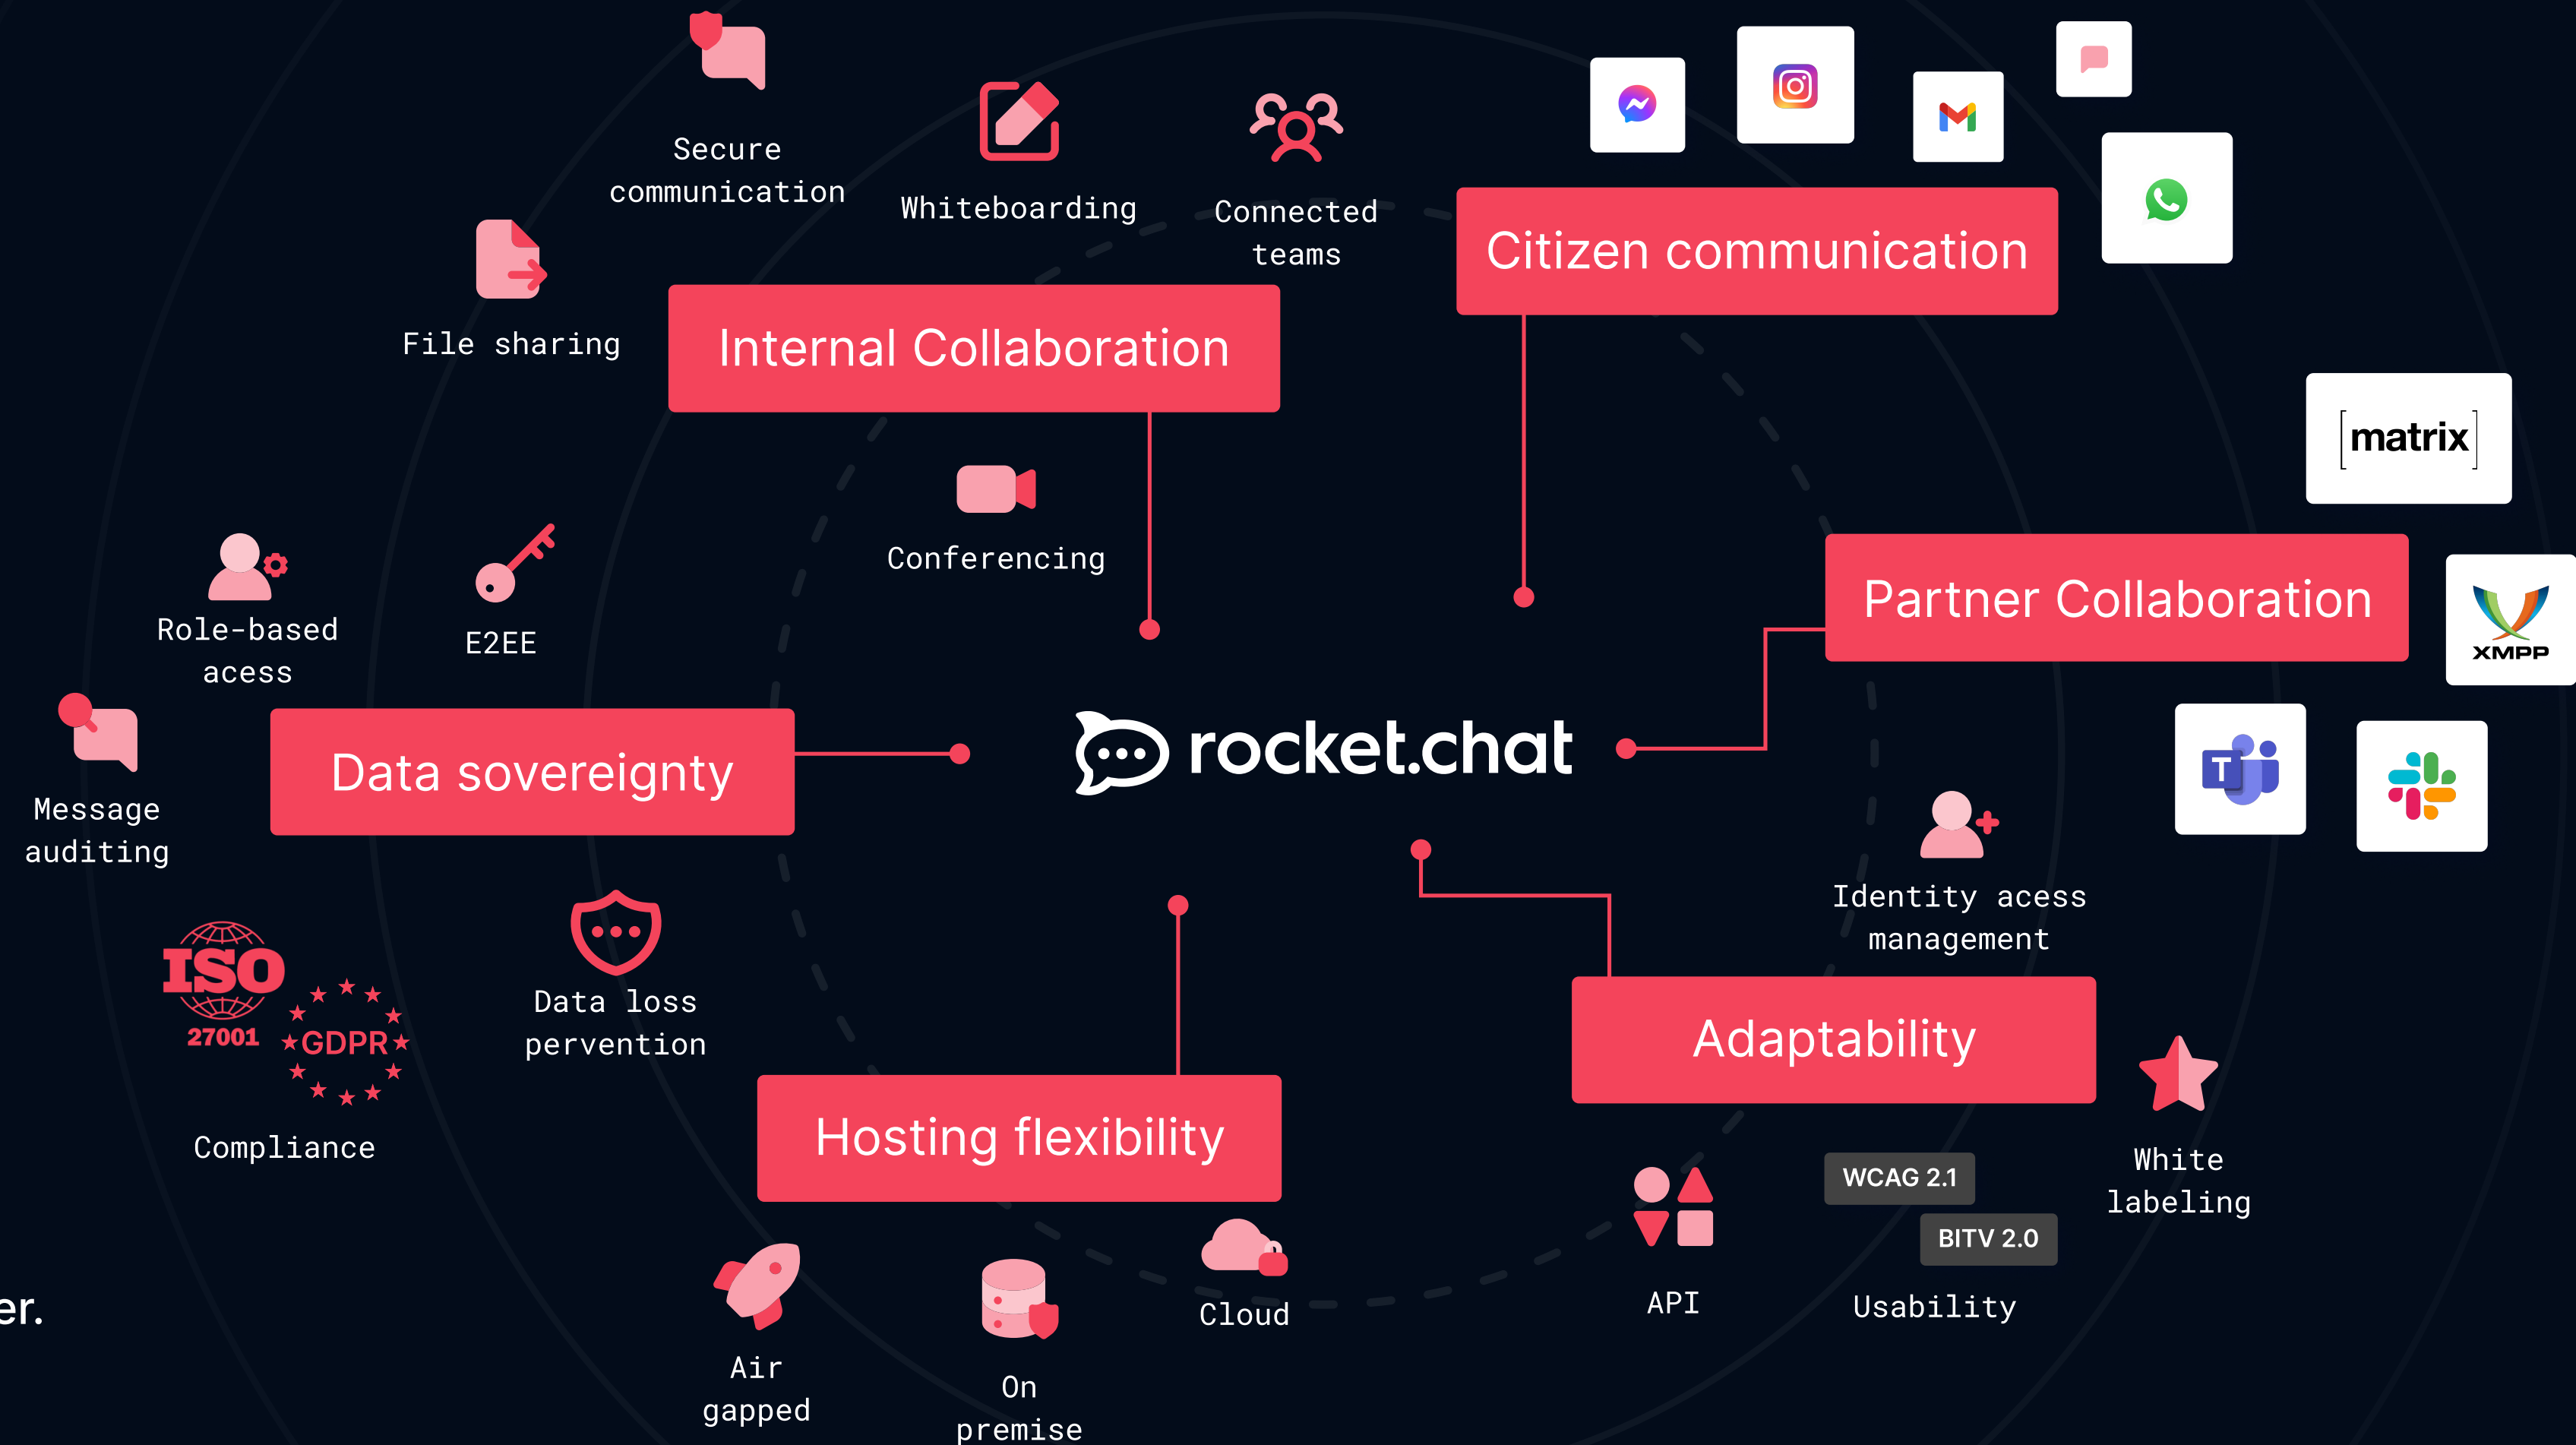 Secure
communication
Whiteboarding
Connected
teams
File sharing
Internal Collaboration
Conferencing
Citizen communication
[matrix]
Partner Collaboration
XMPP
T
Role-based
acess
E2EE
Message
auditing
Data sovereignty
rocket.chat
ISO
27001
GDPR
Compliance
Data loss
pervention
Identity acess
management
Adaptability
White
labeling
WCAG 2.1
BITV 2.0
API
Usability
Hosting flexibility
Air
gapped
On
premise
Cloud
er.